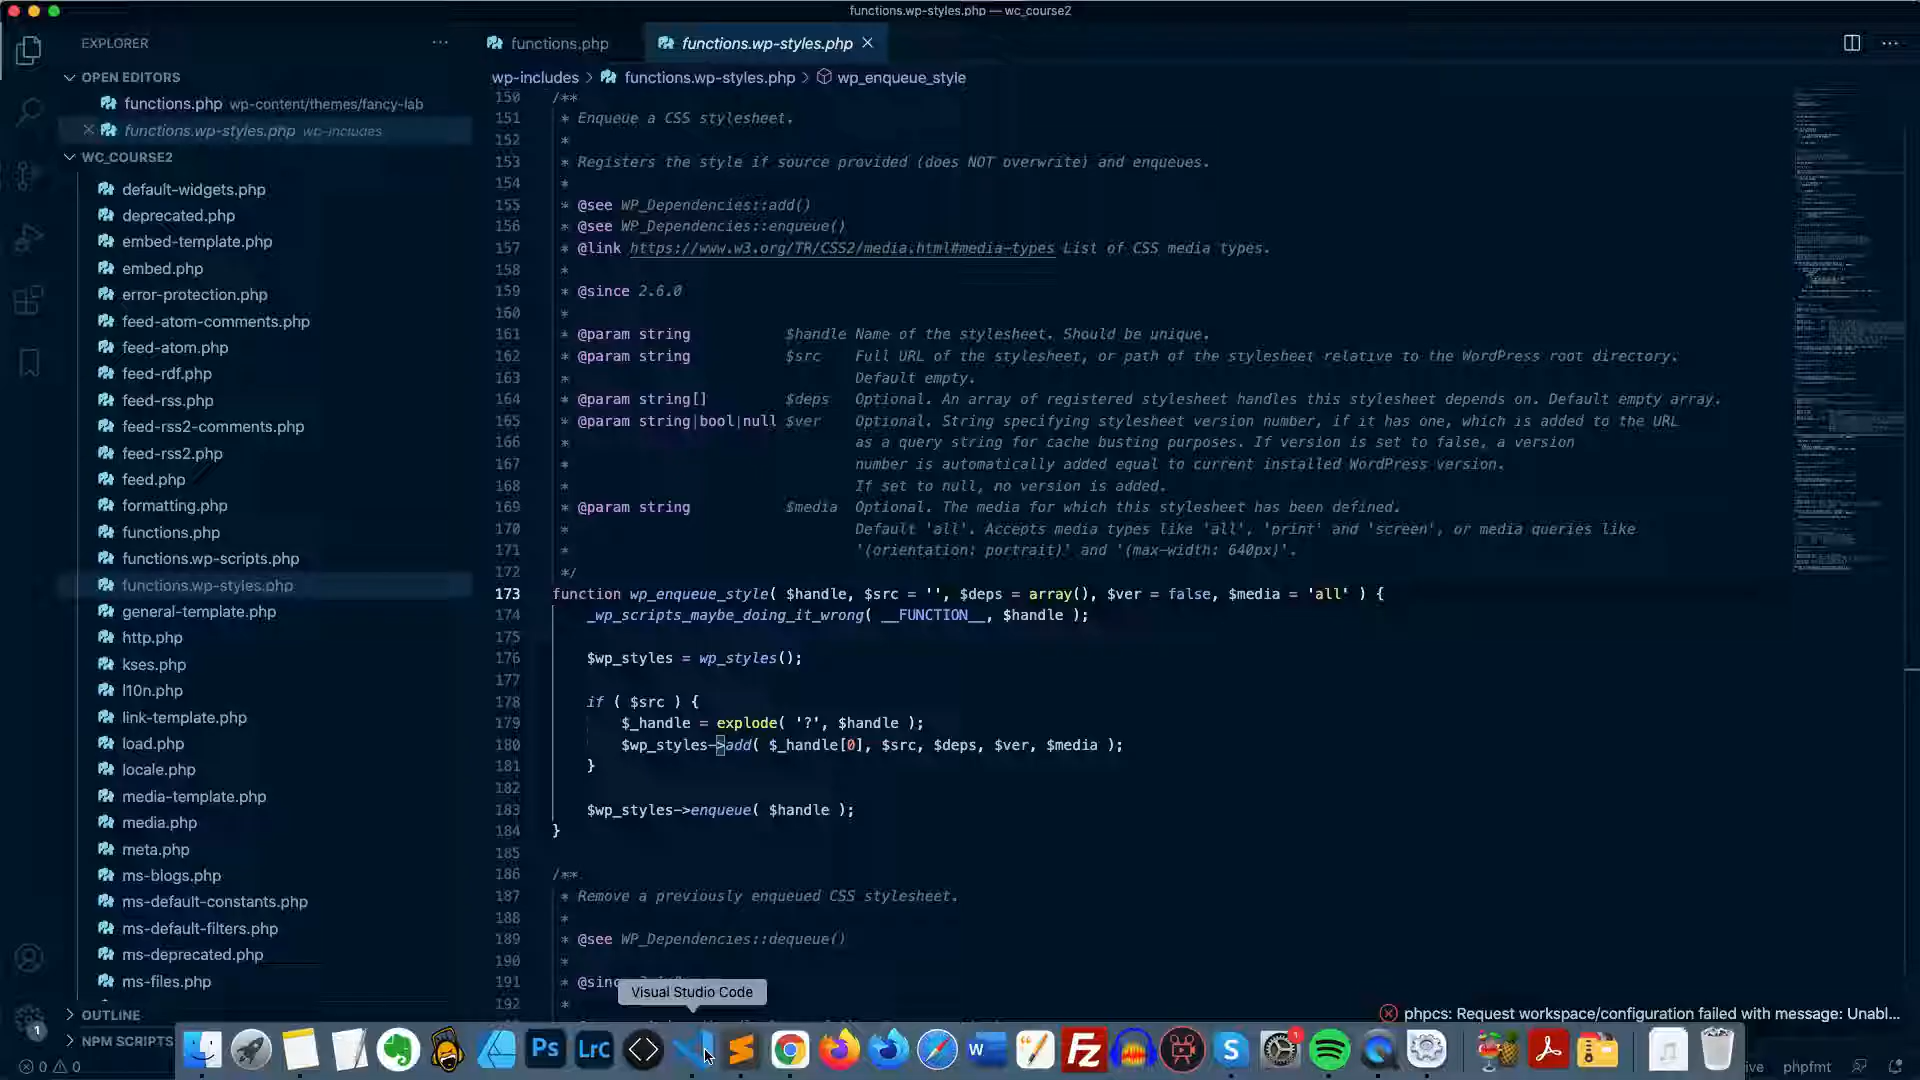 functions.wp-styles.php — wc_course2
EXPLORER
functions.php
functions.wp-styles.php
OPEN EDITORS
functions.php wp-content/themes/fancy-lab
functions.wp-styles.php wp-includes
WC_COURSE2
default-widgets.php
deprecated.php
embed-template.php
embed.php
error-protection.php
feed-atom-comments.php
feed-atom.php
feed-rdf.php
feed-rss.php
feed-rss2-comments.php
feed-rss2.php
feed.php
formatting.php
functions.php
functions.wp-scripts.php
functions.wp-styles.php
general-template.php
http.php
kses.php
l10n.php
link-template.php
load.php
locale.php
media-template.php
media.php
meta.php
ms-blogs.php
ms-default-constants.php
ms-default-filters.php
ms-deprecated.php
ms-files.php
OUTLINE
NPM SCRIPTS
wp-includes > functions.wp-styles.php > wp_enqueue_style
150 /**
151 * Enqueue a CSS stylesheet.
152 *
153 * Registers the style if source provided (does NOT overwrite) and enqueues.
154 *
155 * @see WP_Dependencies::add()
156 * @see WP_Dependencies::enqueue()
157 * @link https://www.w3.org/TR/CSS2/media.html#media-types List of CSS media types.
158 *
159 * @since 2.6.0
160 *
161 * @param string $handle Name of the stylesheet. Should be unique.
162 * @param string $src Full URL of the stylesheet, or path of the stylesheet relative to the WordPress root directory.
163 * Default empty.
164 * @param string[] $deps Optional. An array of registered stylesheet handles this stylesheet depends on. Default empty array.
165 * @param string|bool|null $ver Optional. String specifying stylesheet version number, if it has one, which is added to the URL
166 * as a query string for cache busting purposes. If version is set to false, a version
167 * number is automatically added equal to current installed WordPress version.
168 * If set to null, no version is added.
169 * @param string $media Optional. The media for which this stylesheet has been defined.
170 * Default 'all'. Accepts media types like 'all', 'print' and 'screen', or media queries like
171 * '(orientation: portrait)' and '(max-width: 640px)'.
172 */
173 function wp_enqueue_style( $handle, $src = '', $deps = array(), $ver = false, $media = 'all' ) {
174 _wp_scripts_maybe_doing_it_wrong( __FUNCTION__, $handle );
175
176 $wp_styles = wp_styles();
177
178 if ( $src ) {
179 $_handle = explode( '?', $handle );
180 $wp_styles->add( $_handle[0], $src, $deps, $ver, $media );
181 }
182
183 $wp_styles->enqueue( $handle );
184 }
185
186 /**
187 * Remove a previously enqueued CSS stylesheet.
188 *
189 * @see WP_Dependencies::dequeue()
190 *
191 * @sinc
192 *
Visual Studio Code
phpcs: Request workspace/configuration failed with message: Unabl...
1
Ps
LrC
W
Fz
S
1
0 0
ive phpfmt